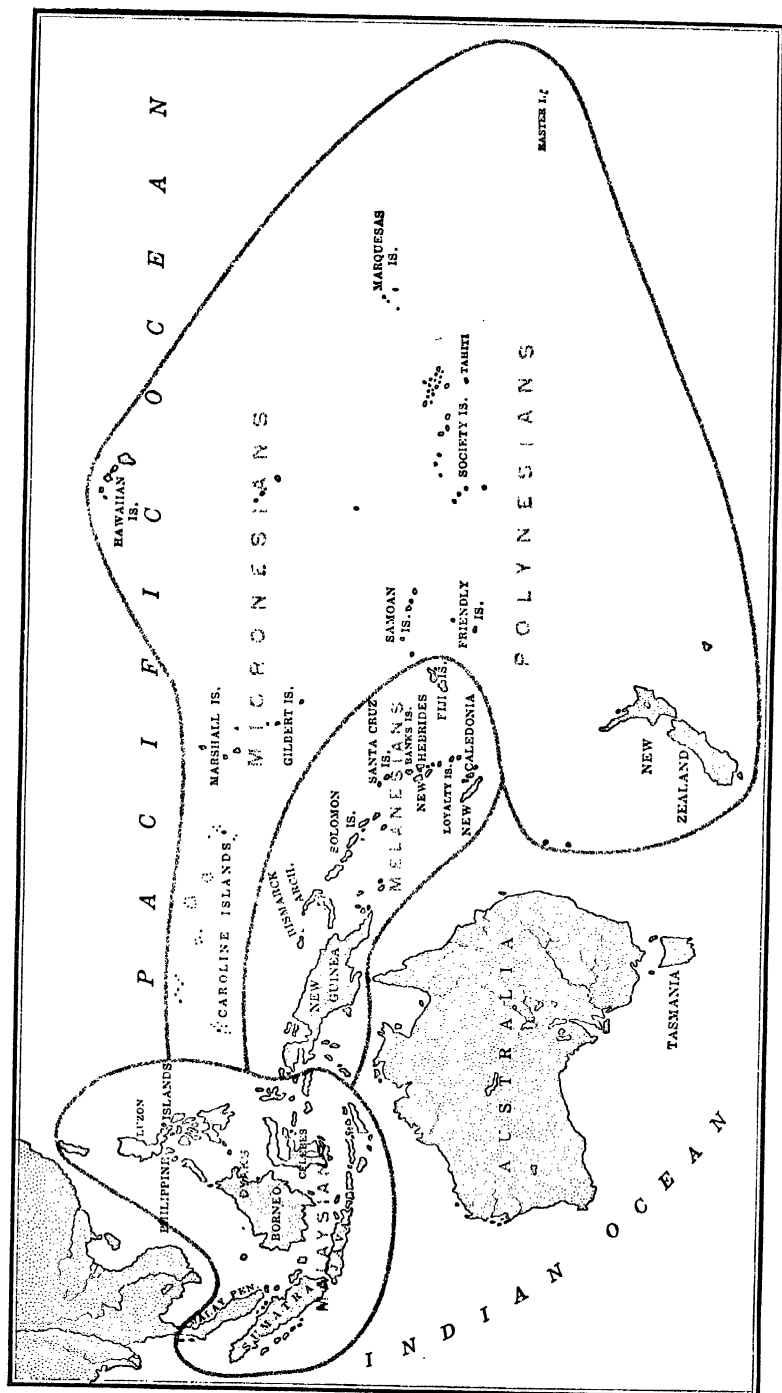 PACIFIC OCEAN
HAWAIIAN
IS.
MARSHALL IS.
MICRONESIANS
CAROLINE ISLANDS
GILBERT IS.
LUZON
PHILIPPINE ISLANDS
DYAKS
BORNEO
CELEBES
MALAY PEN.
SUMATRA
MALAYSIAN
JAVA
NEW
GUINEA
BISMARCK
ARCH.
SOLOMON
IS.
MELANESIANS
SANTA CRUZ
IS.
BANKS IS.
NEW HEBRIDES
FIJI IS.
LOYALTY IS.
NEW CALEDONIA
SAMOAN
IS.
FRIENDLY
IS.
MARQUESAS
IS.
SOCIETY IS.
TAHITI
POLYNESIANS
EASTER I.
NEW
ZEALAND
AUSTRALIA
TASMANIA
INDIAN OCEAN